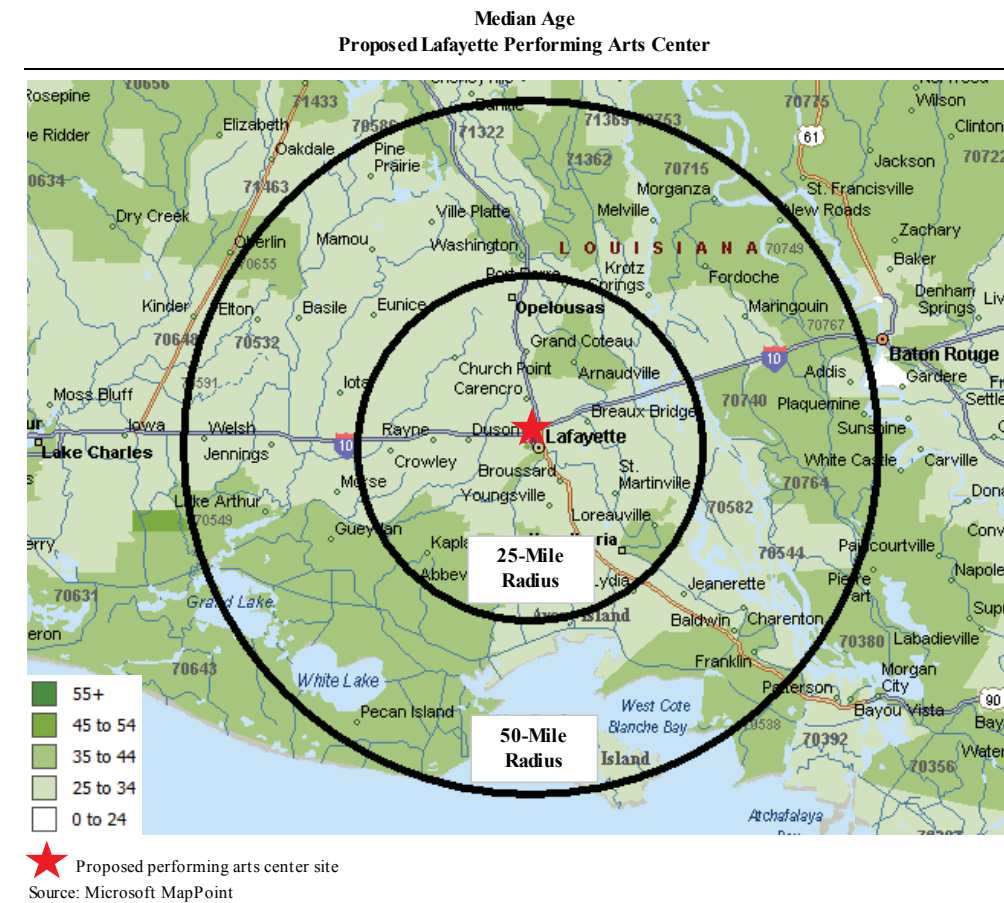 Median Age
Proposed Lafayette Performing Arts Center
70656
Rosepine
71433
Wilson
Elizabeth
70586
71322
70775
61
Clinton
De Ridder
Oakdale
Pine
Prairie
71362
70715
Jackson
70722
70634
71463
Morganza
St. Francisville
Dry Creek
Ville Platte
Melville
New Roads
Oberlin
Mamou
Washington
LOUISIANA
70749
Zachary
70655
Krotz
Springs
Fordoche
Baker
Kinder
Elton
Basile
Eunice
Opelousas
Maringouin
Denham
Springs
70648
70532
Grand Coteau
70767
10
Baton Rouge
70591
Iota
Church Point
Arnaudville
Addis
Gardere
Moss Bluff
Carencro
70740
Plaquemine
Breaux Bridge
Iowa
Welsh
Rayne
Duson
Lafayette
Sunshine
Lake Charles
Jennings
10
Crowley
Broussard
St.
Martinville
White Castle
Carville
Morse
Youngsville
70764
Lake Arthur
70549
Loreauville
70582
Gueydan
25-Mile
Radius
70544
Paincourtville
Lydia
Jeanerette
Pierre
Part
70631
Grand Lake
Avery Island
Baldwin
Charenton
70380
Labadieville
70643
Franklin
Morgan
City
White Lake
Patterson
90
Pecan Island
West Cote
Blanche Bay
70538
Bayou Vista
50-Mile
Radius
Island
70392
70356
Atchafalaya
55+
45 to 54
35 to 44
25 to 34
0 to 24
Proposed performing arts center site
Source: Microsoft MapPoint